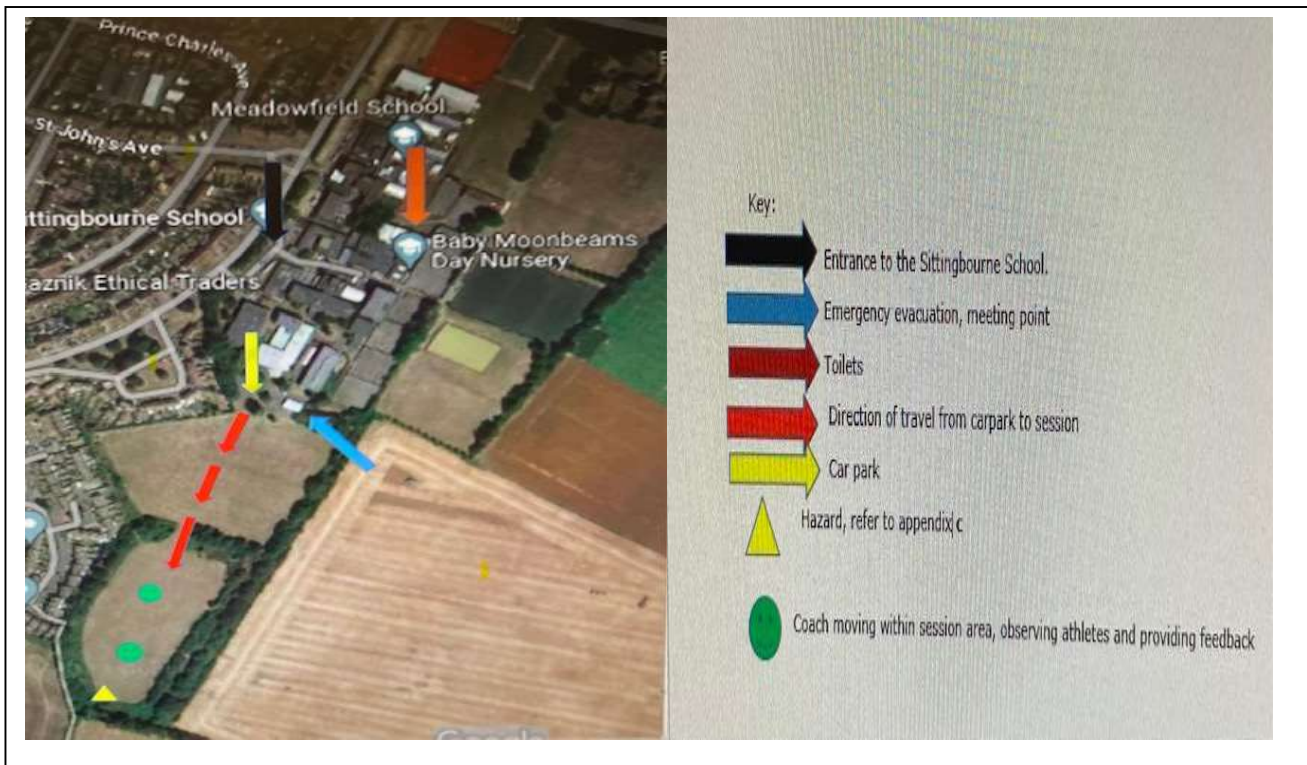 Prince Charles Ave
Meadowfield School
St John's Ave
ittingbourne School
Baby Moonbeams
Day Nursery
aznik Ethical Traders
Google
Key:
Entrance to the Sittingbourne School.
Emergency evacuation, meeting point
Toilets
Direction of travel from carpark to session
Car park
Hazard, refer to appendix c
Coach moving within session area, observing athletes and providing feedback